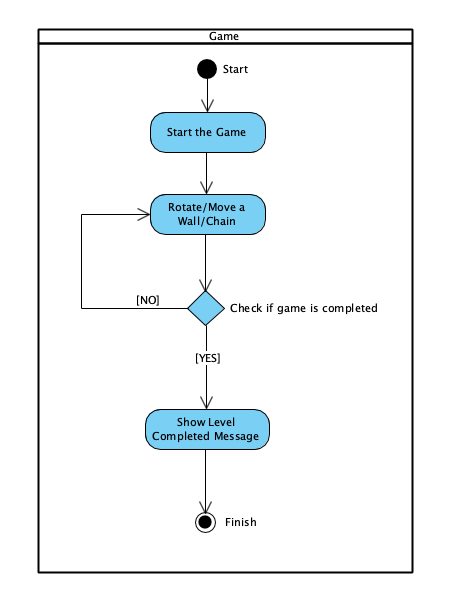 Game
Start
Start the Game
Rotate/Move a
Wall/Chain
[NO]
Check if game is completed
[YES]
Show Level
Completed Message
Finish